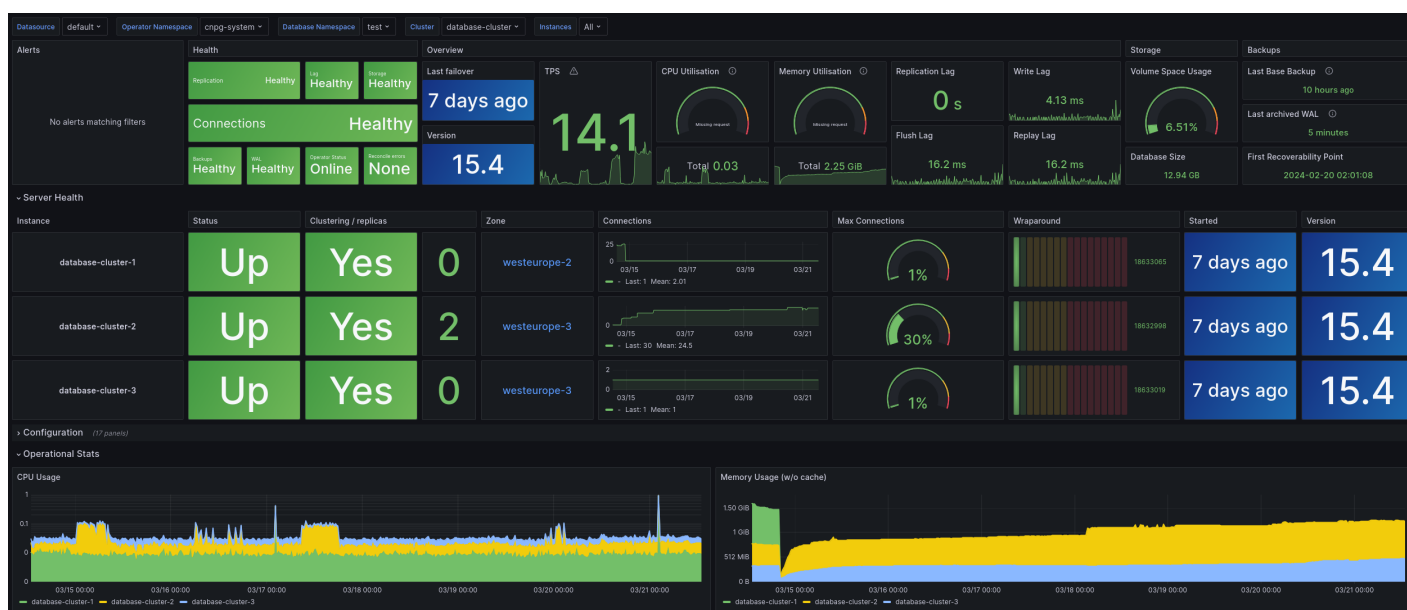 Datasource default Operator Namespace cnpg-system Database Namespace test Cluster database-cluster Instances All
Alerts
No alerts matching filters
Health
Replication Healthy
Lag Healthy
Storage Healthy
Connections Healthy
Backups Healthy
WAL Healthy
Operator Status Online
Reconcile errors None
Overview
Last failover
7 days ago
Version
15.4
TPS
14.1
CPU Utilisation
Missing request
Total 0.03
Memory Utilisation
Missing request
Total 2.25 GiB
Replication Lag
0 s
Write Lag
4.13 ms
Flush Lag
16.2 ms
Replay Lag
16.2 ms
Storage
Volume Space Usage
6.51%
Database Size
12.94 GB
Backups
Last Base Backup
10 hours ago
Last archived WAL
5 minutes
First Recoverability Point
2024-02-20 02:01:08
Server Health
Instance Status Clustering / replicas Zone Connections Max Connections Wraparound Started Version
database-cluster-1 Up Yes 0 westeurope-2
25
0
03/15 03/17 03/19 03/21
- Last: 1 Mean: 2.01
1%
18633065
7 days ago
15.4
database-cluster-2 Up Yes 2 westeurope-3
0
03/15 03/17 03/19 03/21
- Last: 30 Mean: 24.5
30%
18632998
7 days ago
15.4
database-cluster-3 Up Yes 0 westeurope-3
2
0
03/15 03/17 03/19 03/21
- Last: 1 Mean: 1
1%
18633019
7 days ago
15.4
Configuration (17 panels)
Operational Stats
CPU Usage
1
0.1
0
0
03/15 00:00 03/16 00:00 03/17 00:00 03/18 00:00 03/19 00:00 03/20 00:00 03/21 00:00
database-cluster-1 database-cluster-2 database-cluster-3
Memory Usage (w/o cache)
1.50 GiB
1 GiB
512 MiB
0 B
03/15 00:00 03/16 00:00 03/17 00:00 03/18 00:00 03/19 00:00 03/20 00:00 03/21 00:00
database-cluster-1 database-cluster-2 database-cluster-3